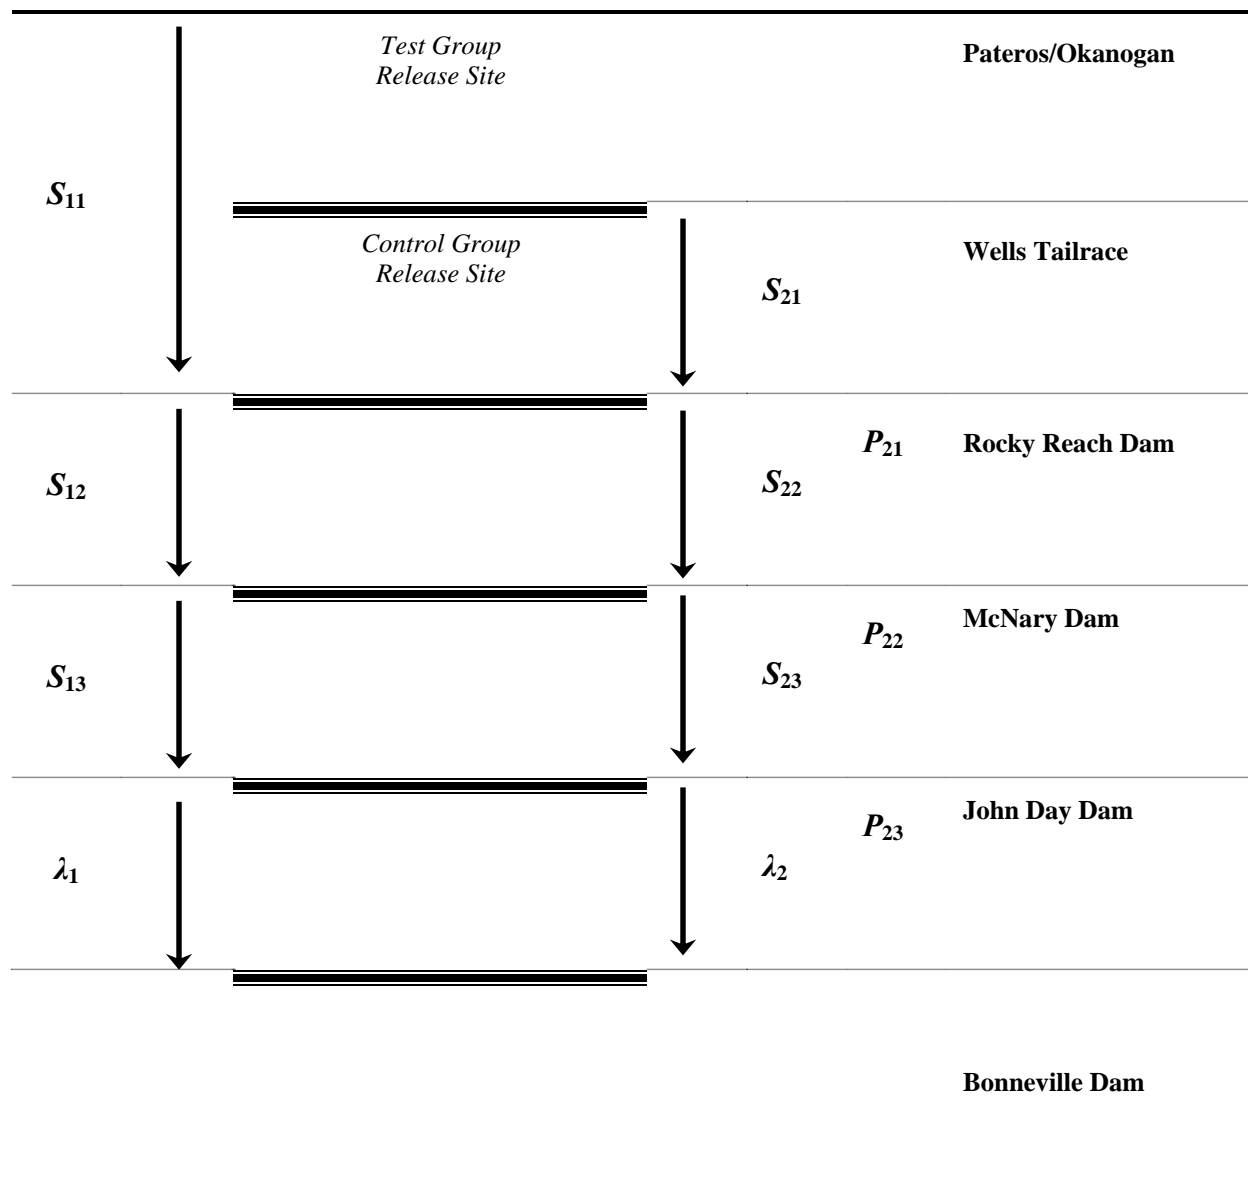 Test Group
Release Site
Pateros/Okanogan
S11
Control Group
Release Site
Wells Tailrace
S21
P21
Rocky Reach Dam
S12
S22
McNary Dam
P22
S13
S23
John Day Dam
P23
λ1
λ2
Bonneville Dam